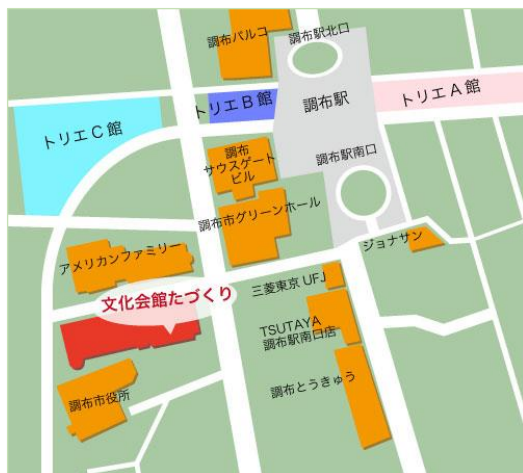 調布パルコ
調布駅北口
トリエB館
調布駅
トリエA館
トリエC館
調布
サウスゲート
ビル
調布駅南口
調布市グリーンホール
アメリカンファミリー
ジョナサン
三菱東京UFJ
文化会館たづくり
TSUTAYA
調布駅南口店
調布とうきゅう
調布市役所